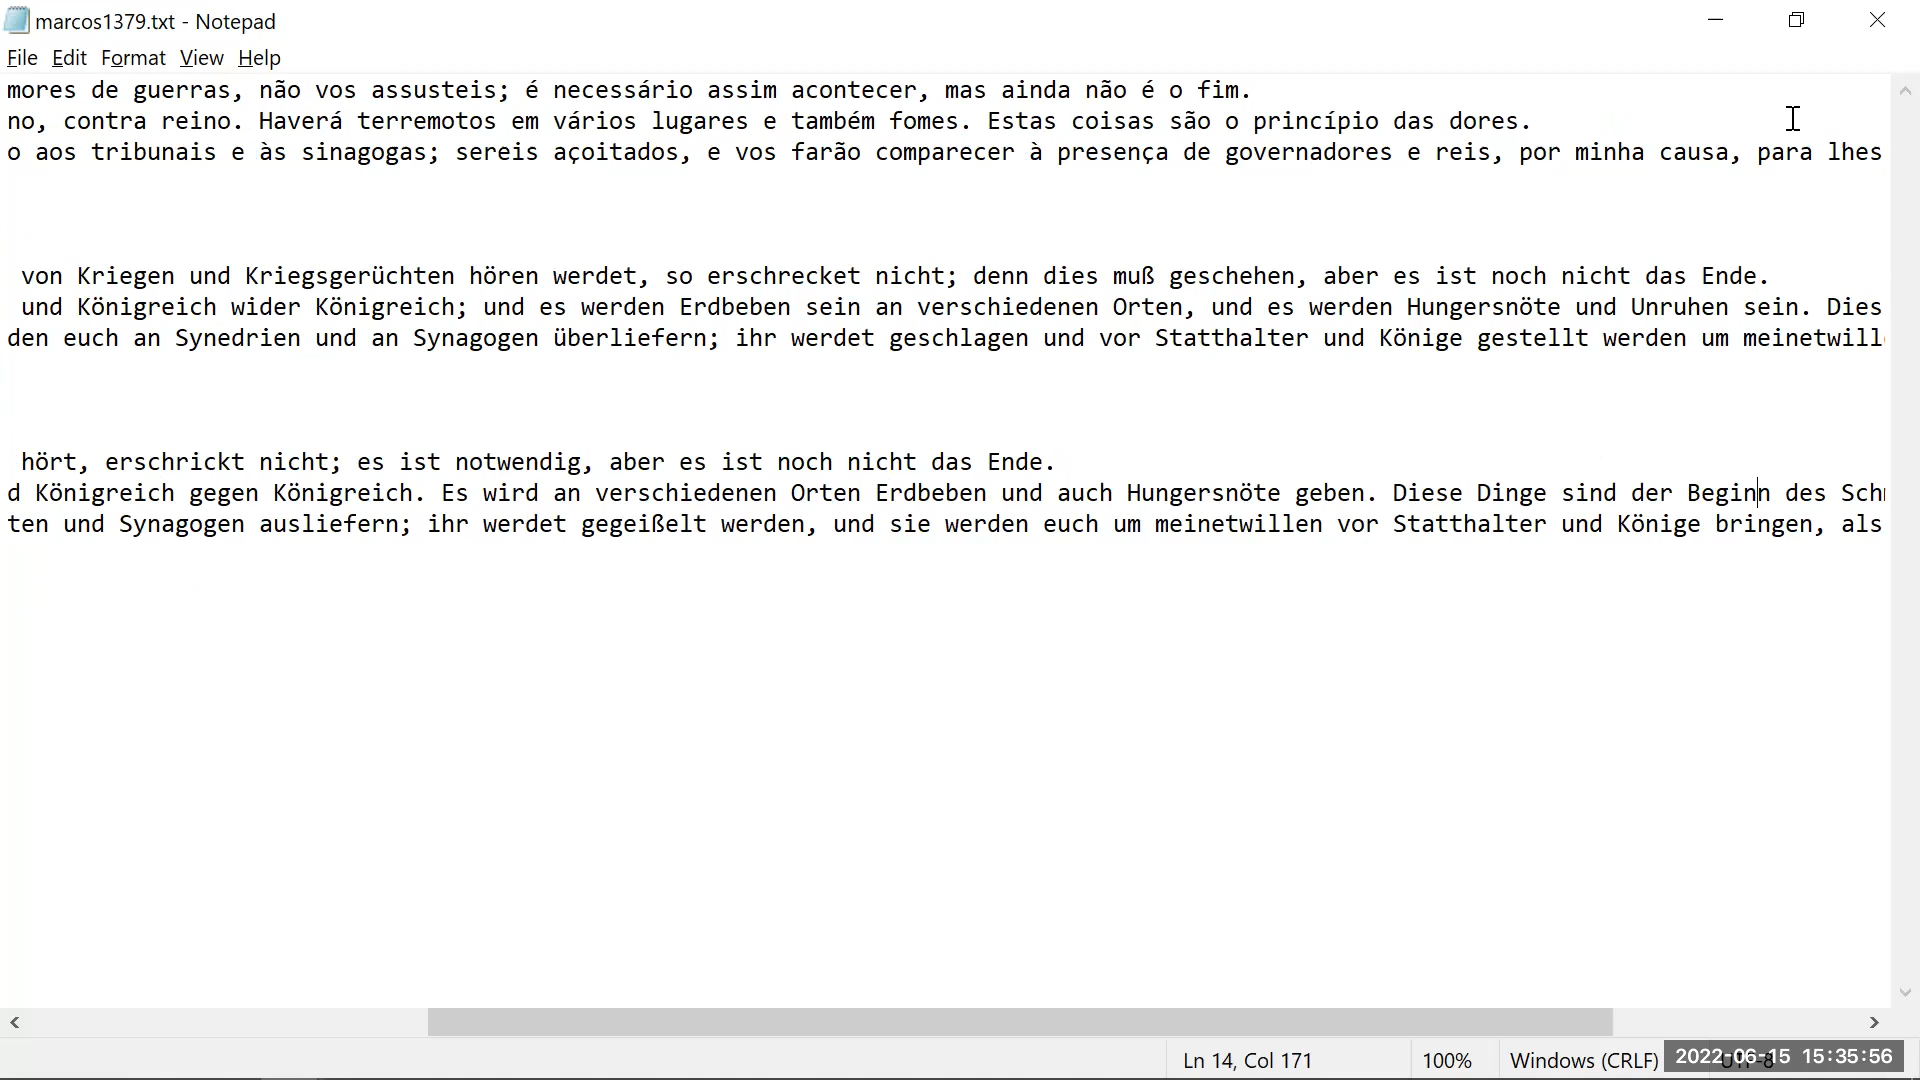 marcos1379.txt - Notepad
File Edit Format View Help
mores de guerras, não vos assusteis; é necessário assim acontecer, mas ainda não é o fim.
no, contra reino. Haverá terremotos em vários lugares e também fomes. Estas coisas são o princípio das dores.
o aos tribunais e às sinagogas; sereis açoitados, e vos farão comparecer à presença de governadores e reis, por minha causa, para lhes
von Kriegen und Kriegsgerüchten hören werdet, so erschrecket nicht; denn dies muß geschehen, aber es ist noch nicht das Ende.
und Königreich wider Königreich; und es werden Erdbeben sein an verschiedenen Orten, und es werden Hungersnöte und Unruhen sein. Dies
den euch an Synedrien und an Synagogen überliefern; ihr werdet geschlagen und vor Statthalter und Könige gestellt werden um meinetwill
hört, erschrickt nicht; es ist notwendig, aber es ist noch nicht das Ende.
d Königreich gegen Königreich. Es wird an verschiedenen Orten Erdbeben und auch Hungersnöte geben. Diese Dinge sind der Beginn des Sch
ten und Synagogen ausliefern; ihr werdet gegeißelt werden, und sie werden euch um meinetwillen vor Statthalter und Könige bringen, als
Ln 14, Col 171 100% Windows (CRLF) UTF-8
2022-06-15 15:35:56